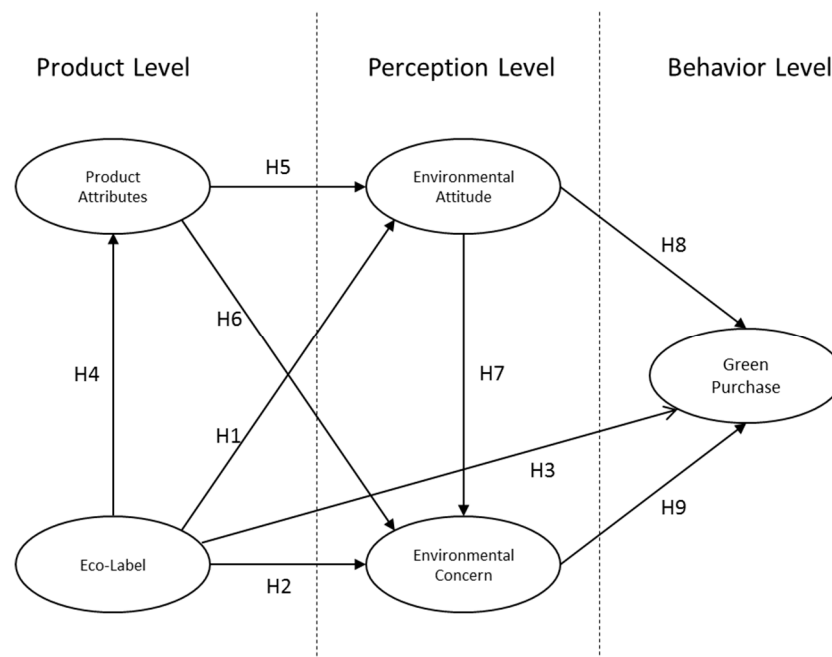 Product Level
Perception Level
Behavior Level
Product
Attributes
H5
Environmental
Attitude
H8
H6
H4
H7
Green
Purchase
H1
H3
H9
Eco-Label
H2
Environmental
Concern